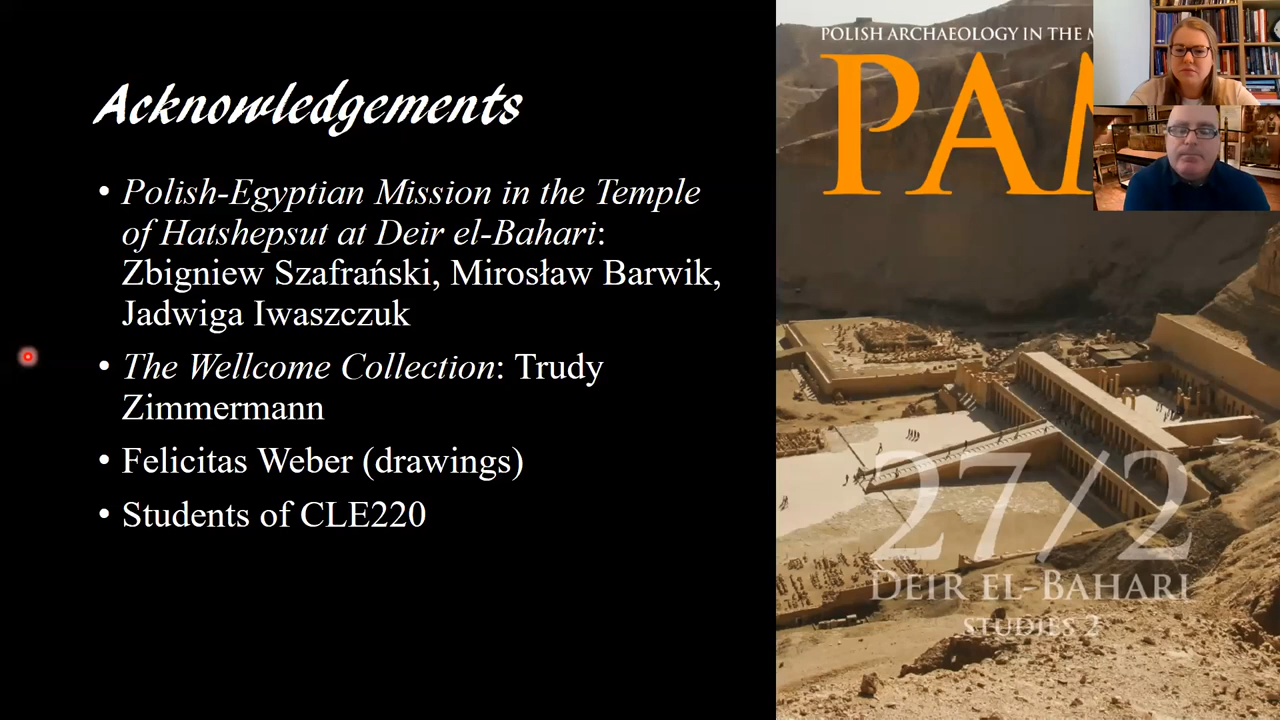 Acknowledgements
• Polish-Egyptian Mission in the Temple
of Hatshepsut at Deir el-Bahari:
Zbigniew Szafrański, Mirosław Barwik,
Jadwiga Iwaszczuk
• The Wellcome Collection: Trudy
Zimmermann
• Felicitas Weber (drawings)
• Students of CLE220
POLISH ARCHAEOLOGY IN THE
PAM
27/2
DEIR EL-BAHARI
STUDIES 2